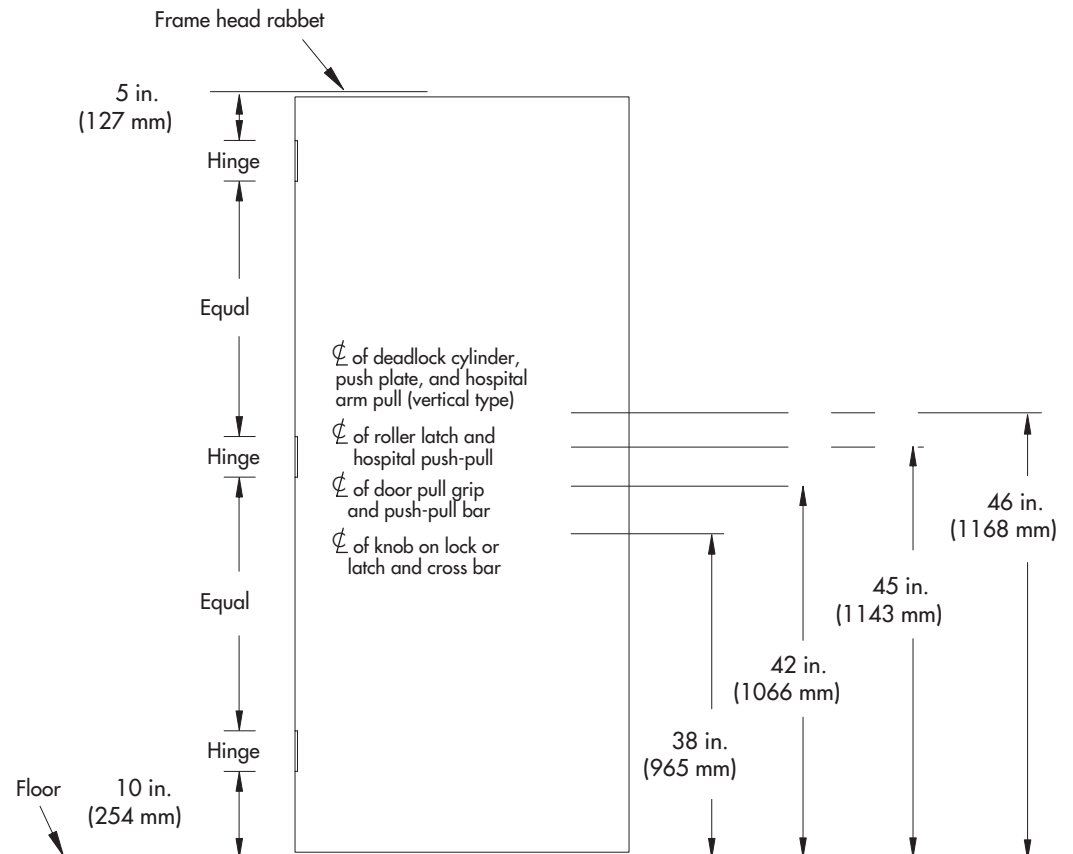 Frame head rabbet
5 in.
(127 mm)
Hinge
Equal
℄ of deadlock cylinder,
push plate, and hospital
arm pull (vertical type)
℄ of roller latch and
hospital push-pull
Hinge
℄ of door pull grip
and push-pull bar
℄ of knob on lock or
latch and cross bar
46 in.
(1168 mm)
45 in.
(1143 mm)
Equal
42 in.
(1066 mm)
38 in.
(965 mm)
Hinge
Floor
10 in.
(254 mm)